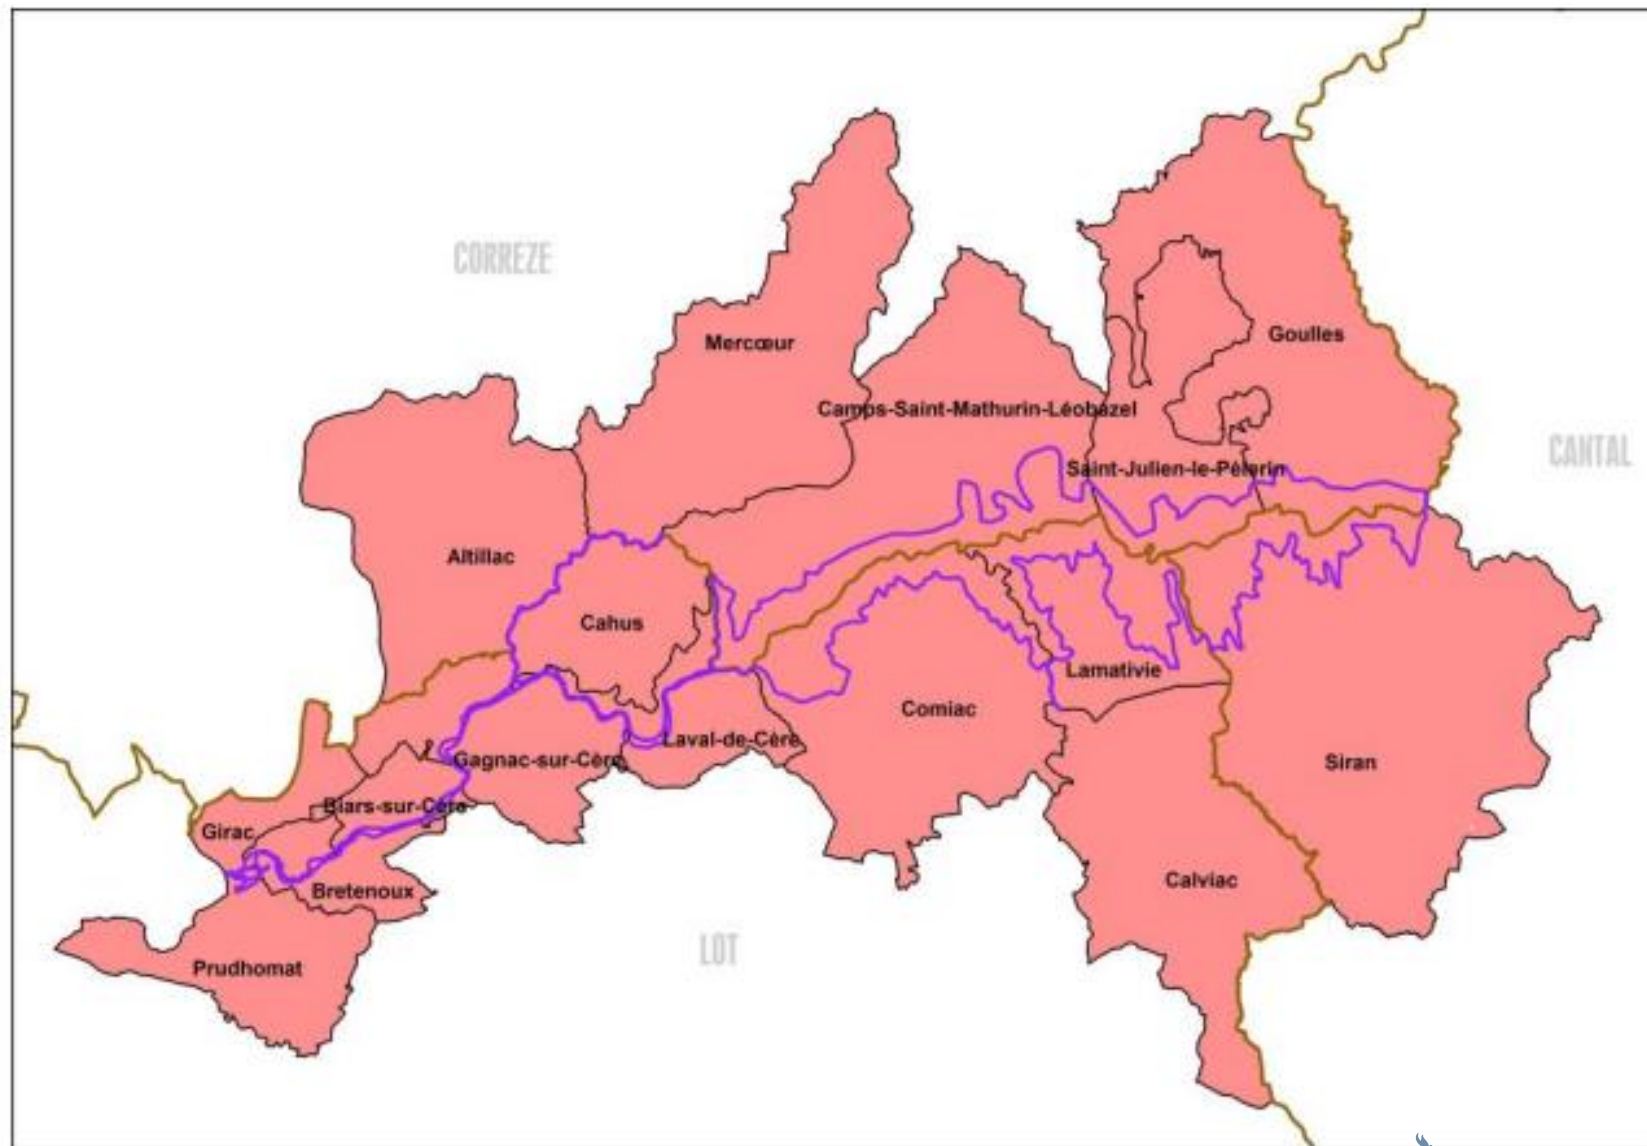 CORREZE
Mercœur
Goulles
Camps-Saint-Mathurin-Léobazel
CANTAL
Saint-Julien-le-Pèlerin
Altillac
Cahus
Lamativie
Comiac
Laval-de-Cère
Gagnac-sur-Cère
Siran
Biars-sur-Cère
Girac
Calviac
Bretenoux
LOT
Prudhomat